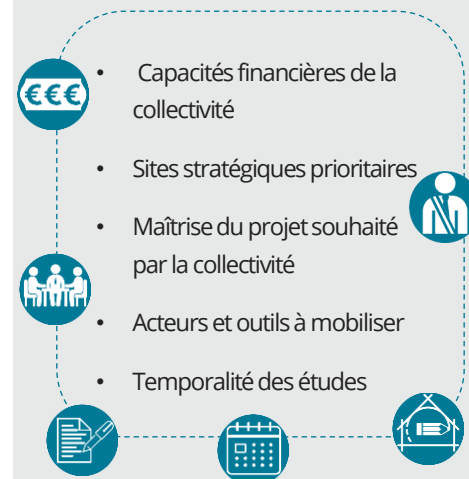 €€€
• Capacités financières de la
collectivité
• Sites stratégiques prioritaires
• Maîtrise du projet souhaité
par la collectivité
• Acteurs et outils à mobiliser
• Temporalité des études